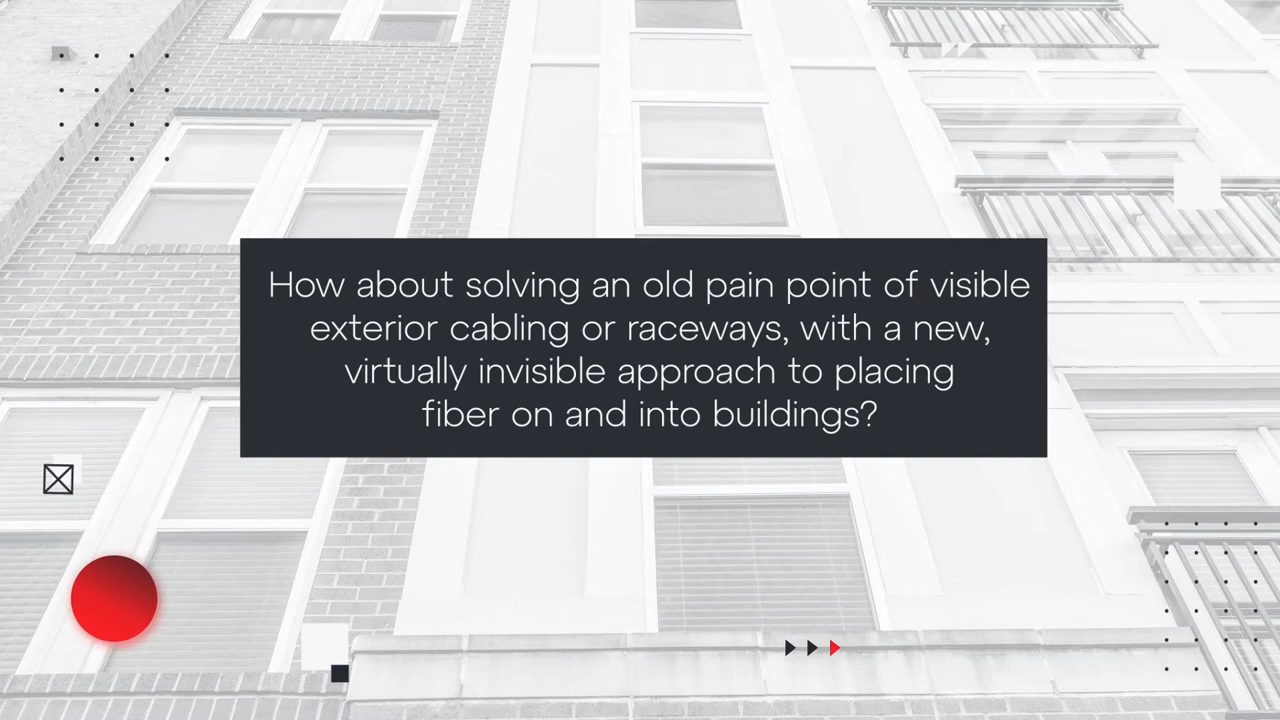 How about solving an old pain point of visible
exterior cabling or raceways, with a new,
virtually invisible approach to placing
fiber on and into buildings?